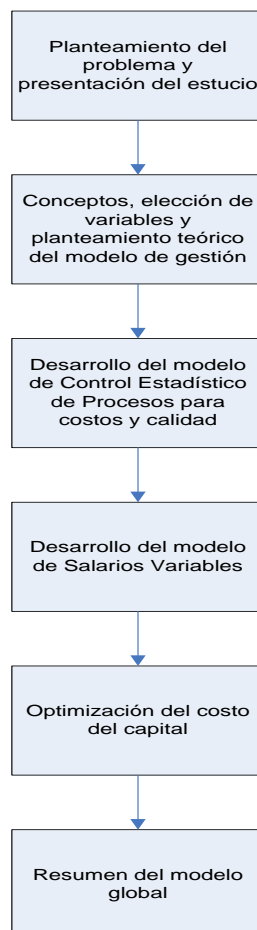 Planteamiento del
problema y
presentación del estucio
Conceptos, elección de
variables y
planteamiento teórico
del modelo de gestión
Desarrollo del modelo
de Control Estadístico
de Procesos para
costos y calidad
Desarrollo del modelo
de Salarios Variables
Optimización del costo
del capital
Resumen del modelo
global